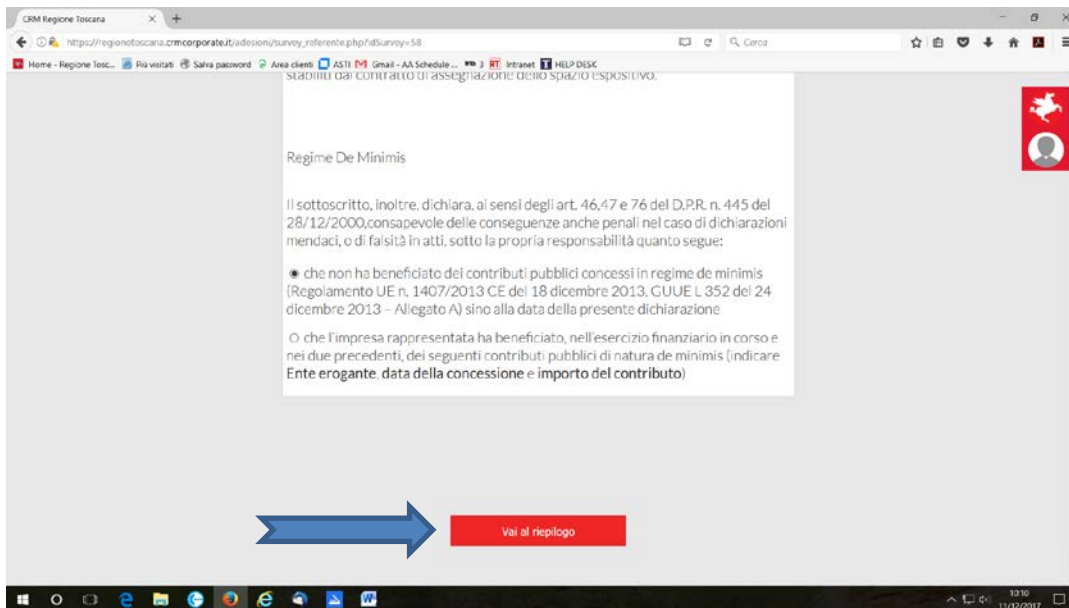 CRM Regione Toscana
https://regionetoscana.crmcorporate.it/adesioni/survey_referente.php?idSurvey=58
Cerca
Home - Regione Tosc...
Più visitati
Salva password
Area clienti
ASTI
Gmail - AA Schedule ...
3
RT
Intranet
HELP DESK
stabiliti dal contratto di assegnazione dello spazio espositivo.
Regime De Minimis
Il sottoscritto, inoltre, dichiara, ai sensi degli art. 46,47 e 76 del D.P.R. n. 445 del
28/12/2000,consapevole delle conseguenze anche penali nel caso di dichiarazioni
mendaci, o di falsità in atti, sotto la propria responsabilità quanto segue:
che non ha beneficiato dei contributi pubblici concessi in regime de minimis
(Regolamento UE n. 1407/2013 CE del 18 dicembre 2013, GUUE L 352 del 24
dicembre 2013 – Allegato A) sino alla data della presente dichiarazione
che l'impresa rappresentata ha beneficiato, nell'esercizio finanziario in corso e
nei due precedenti, dei seguenti contributi pubblici di natura de minimis (indicare
Ente erogante, data della concessione e importo del contributo)
Vai al riepilogo
10:10
11/12/2017